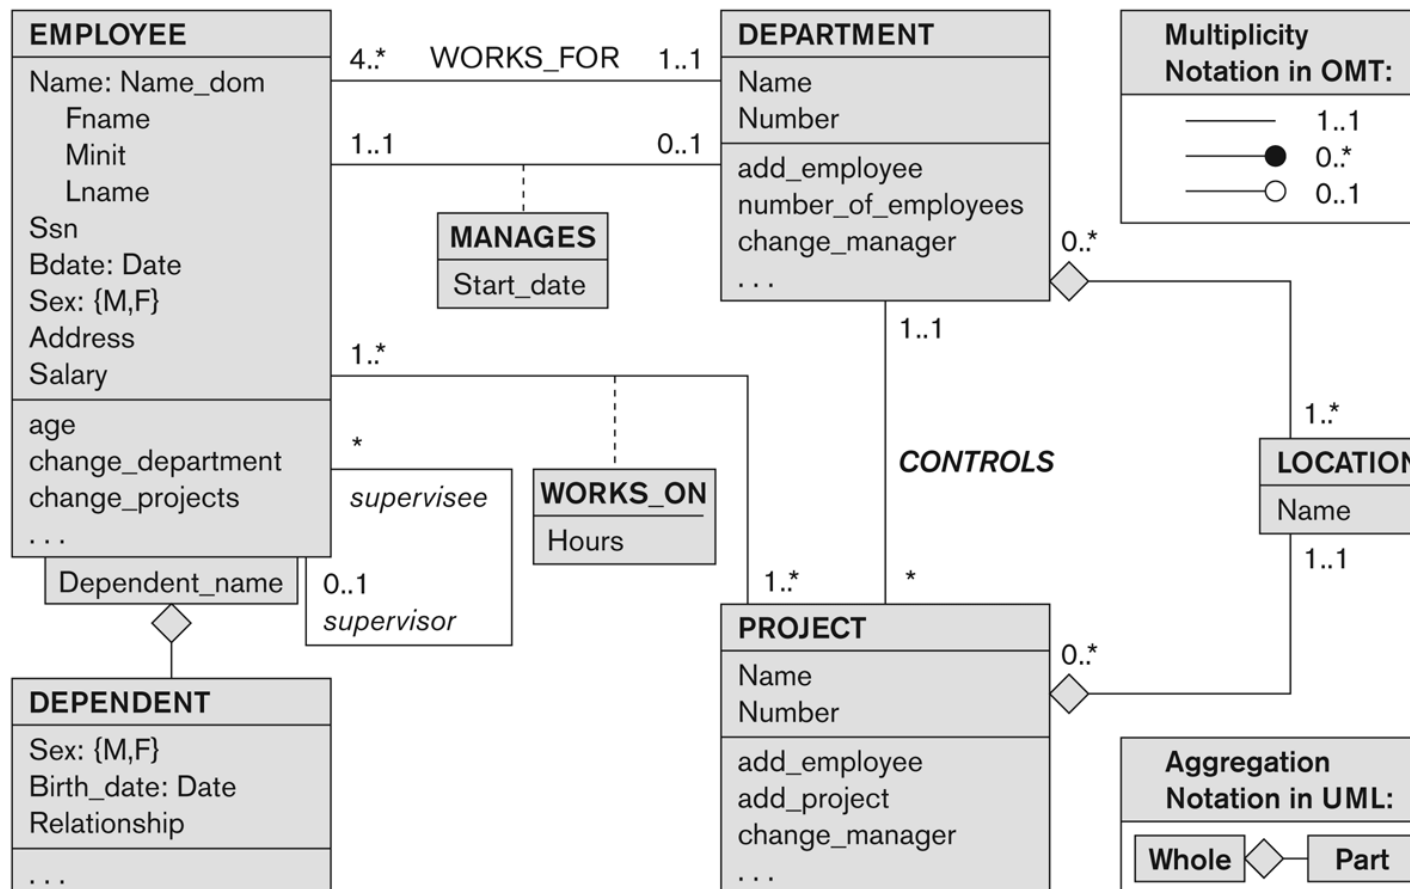 EMPLOYEE
Name: Name_dom
Fname
Minit
Lname
Ssn
Bdate: Date
Sex: {M,F}
Address
Salary
age
change_department
change_projects
. . .
Dependent_name
DEPENDENT
Sex: {M,F}
Birth_date: Date
Relationship
. . .
4..* WORKS_FOR 1..1
1..1 0..1
MANAGES
Start_date
1..*
*
supervisee
0..1
supervisor
WORKS_ON
Hours
1..*
DEPARTMENT
Name
Number
add_employee
number_of_employees
change_manager
. . .
0..*
1..1
CONTROLS
*
PROJECT
Name
Number
add_employee
add_project
change_manager
. . .
0..*
Multiplicity
Notation in OMT:
1..1
0..*
0..1
1..*
LOCATION
Name
1..1
Aggregation
Notation in UML:
Whole Part